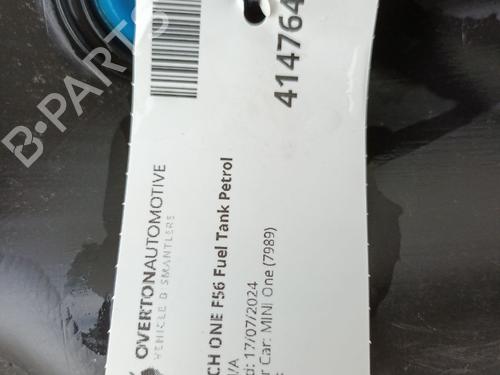 B-PARTS
414764
OVERTONAUTOMOTIVE
VEHICLE DISMANTLERS
CH ONE F56 Fuel Tank Petrol
/A
d: 17/07/2024
r Car: MINI One (7989)